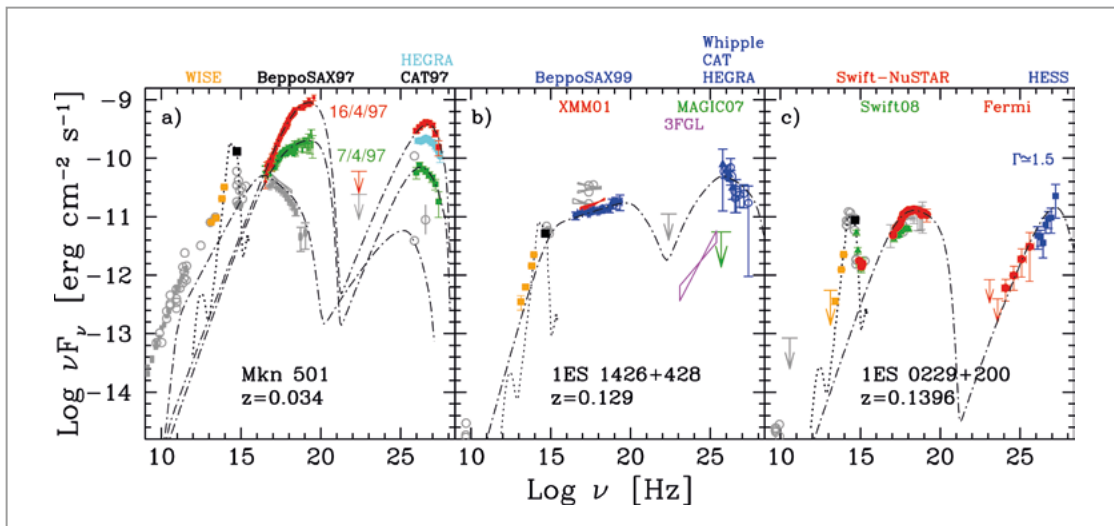 Whipple
HEGRA CAT
WISE BeppoSAX97 CAT97 BeppoSAX99 HEGRA Swift-NuSTAR HESS
XMM01 MAGIC07 Swift08 Fermi
3FGL
a) 16/4/97 b) c)
7/4/97 Γ≃1.5
Log νFν [erg cm−2 s−1]
−9
−10
−11
−12
−13
−14
Mkn 501 1ES 1426+428 1ES 0229+200
z=0.034 z=0.129 z=0.1396
10 15 20 25 10 15 20 25 10 15 20 25
Log ν [Hz]